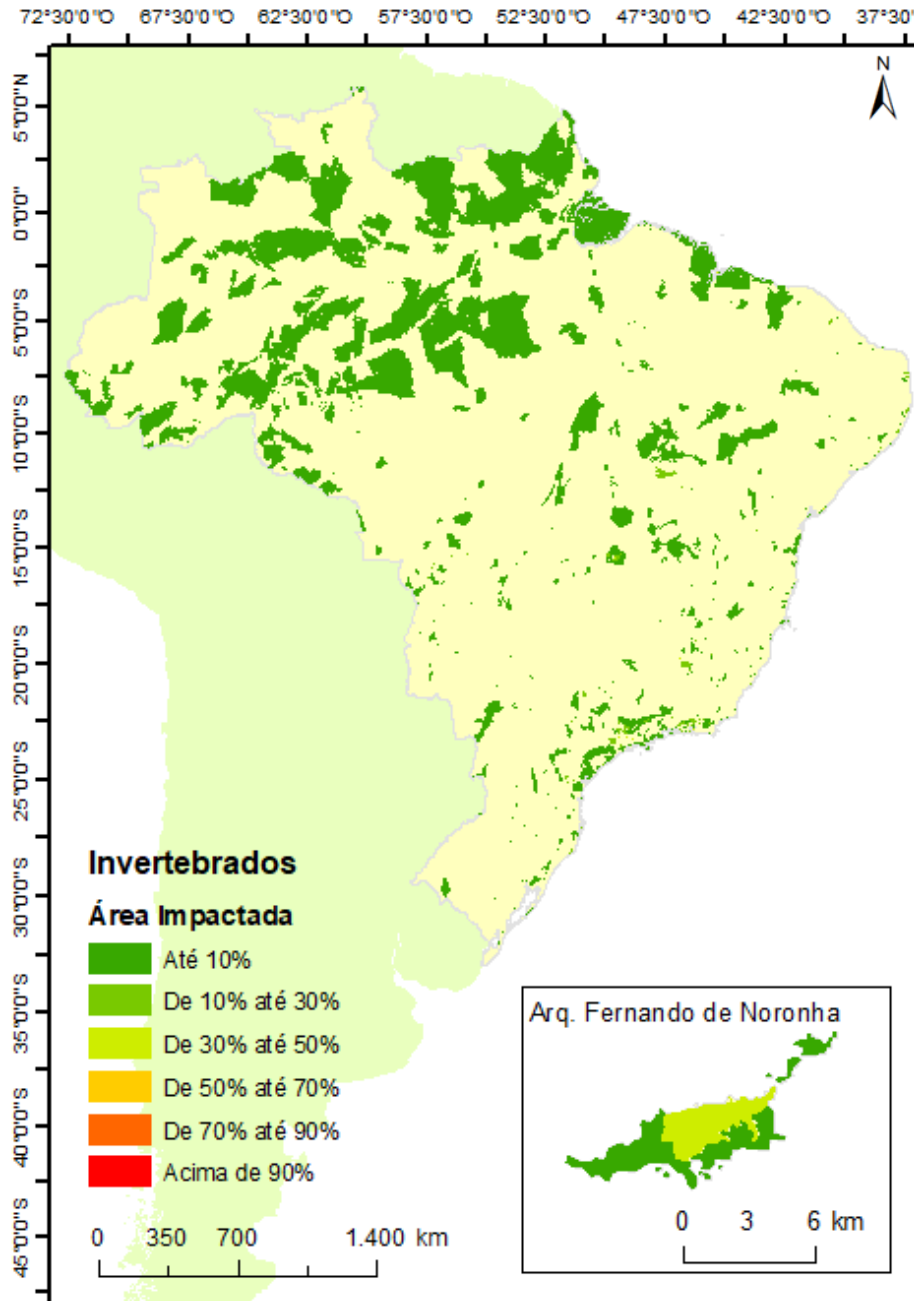 72°30'0"O 67°30'0"O 62°30'0"O 52°30'0"O 47°30'0"O 42°30'0"O 37°30'
N
5°0'0"N
0°0'0"
5°0'0"S
10°0'0"S
15°0'0"S
20°0'0"S
25°0'0"S
30°0'0"S
35°0'0"S
40°0'0"S
45°0'0"S
Invertebrados
Área Impactada
Até 10%
De 10% até 30%
De 30% até 50%
De 50% até 70%
De 70% até 90%
Acima de 90%
0 350 700 1.400 km
Arq. Fernando de Noronha
0 3 6 km